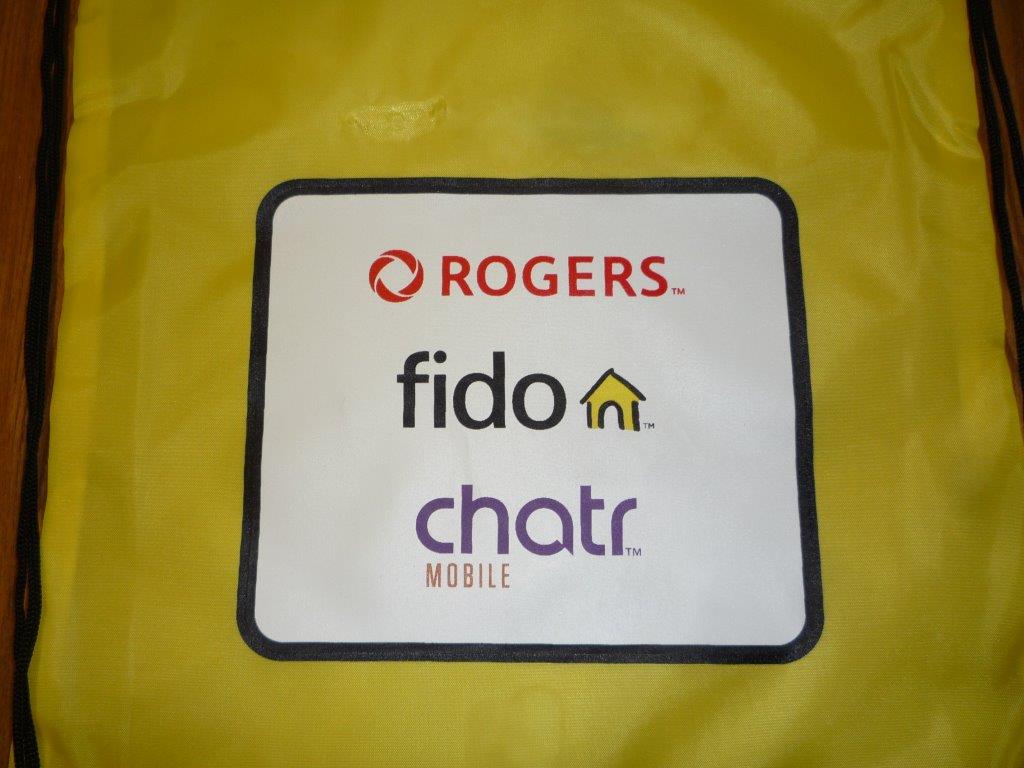 ROGERS™
fido™
chatr™
MOBILE